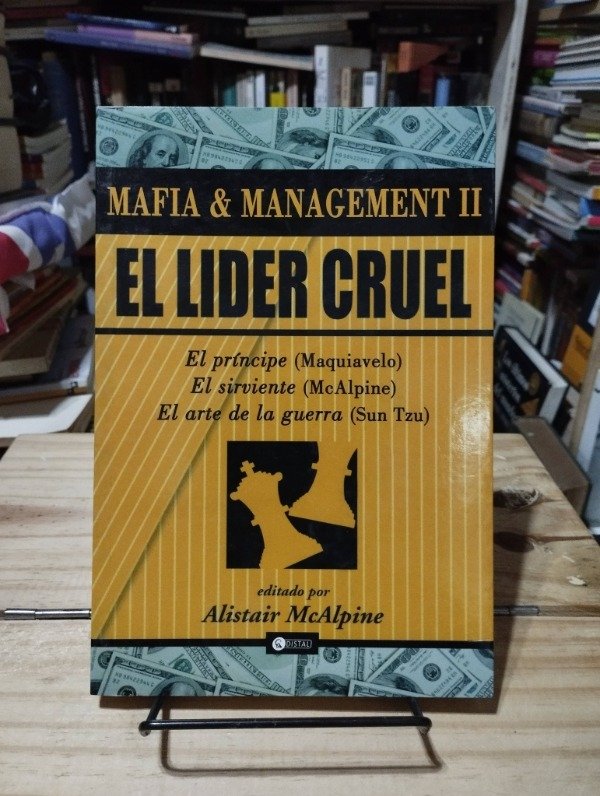 MAFIA & MANAGEMENT II
EL LIDER CRUEL
El príncipe (Maquiavelo)
El sirviente (McAlpine)
El arte de la guerra (Sun Tzu)
editado por
Alistair McAlpine
DISTAL